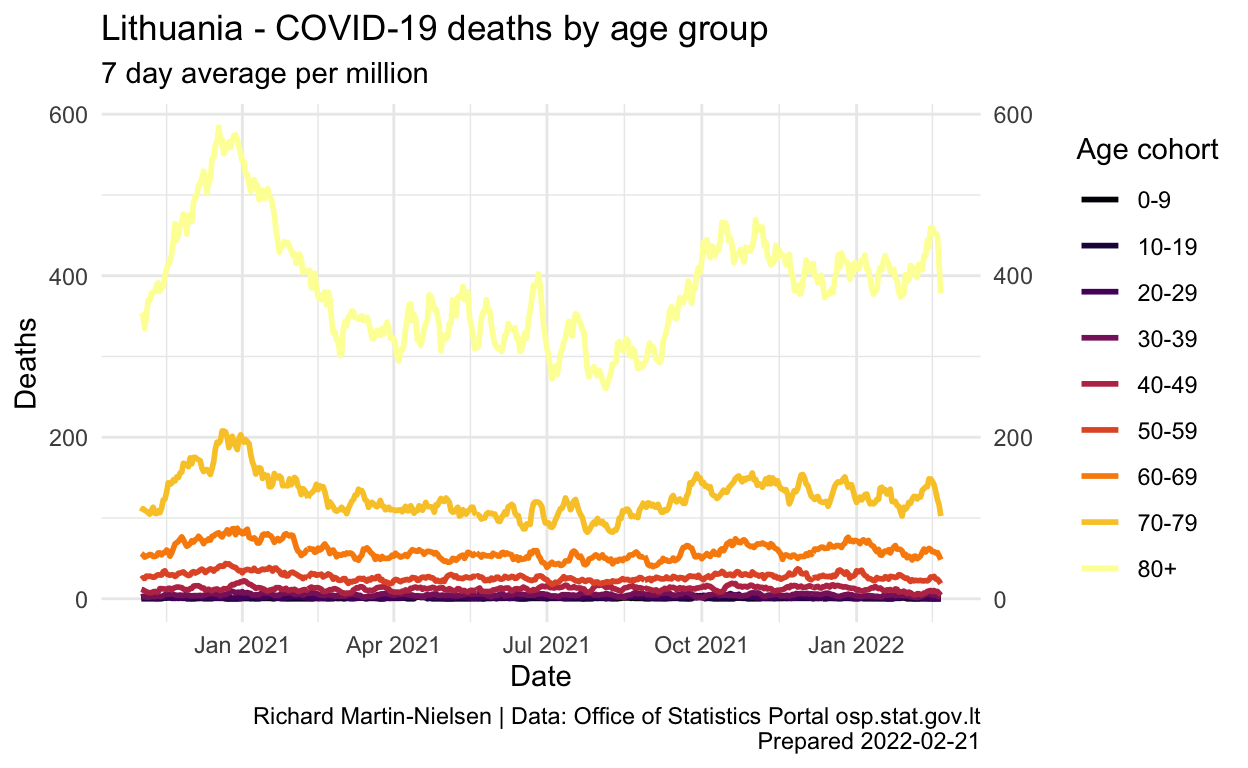 Lithuania - COVID-19 deaths by age group
7 day average per million
600
400
200
0
Deaths
600
400
200
0
Jan 2021
Apr 2021
Jul 2021
Oct 2021
Jan 2022
Date
Age cohort
0-9
10-19
20-29
30-39
40-49
50-59
60-69
70-79
80+
Richard Martin-Nielsen | Data: Office of Statistics Portal osp.stat.gov.lt
Prepared 2022-02-21